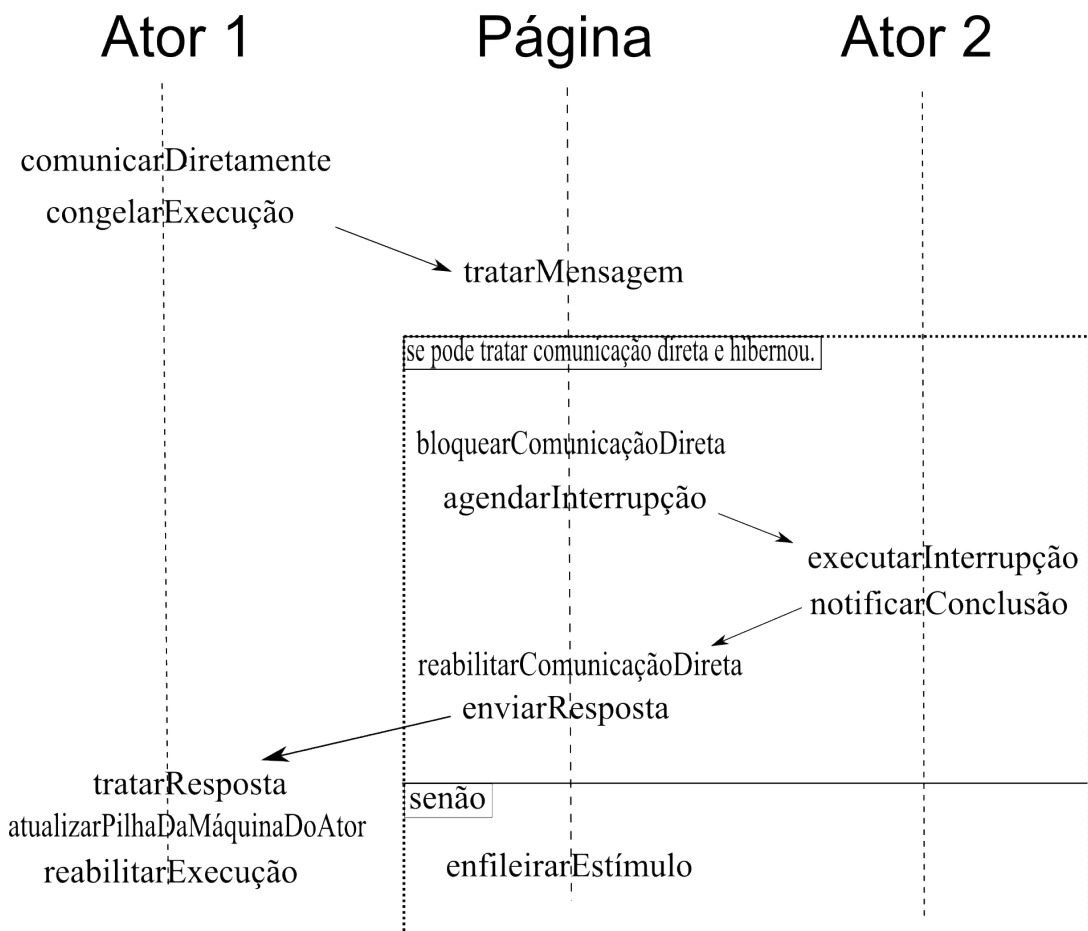 Ator 1
Página
Ator 2
comunicarDiretamente
congelarExecução
tratarMensagem
se pode tratar comunicação direta e hibernou.
bloquearComunicaçãoDireta
agendarInterrupção
executarInterrupção
notificarConclusão
reabilitarComunicaçãoDireta
enviarResposta
tratarResposta
senão
atualizarPilhaDaMáquinaDoAtor
reabilitarExecução
enfileirarEstímulo